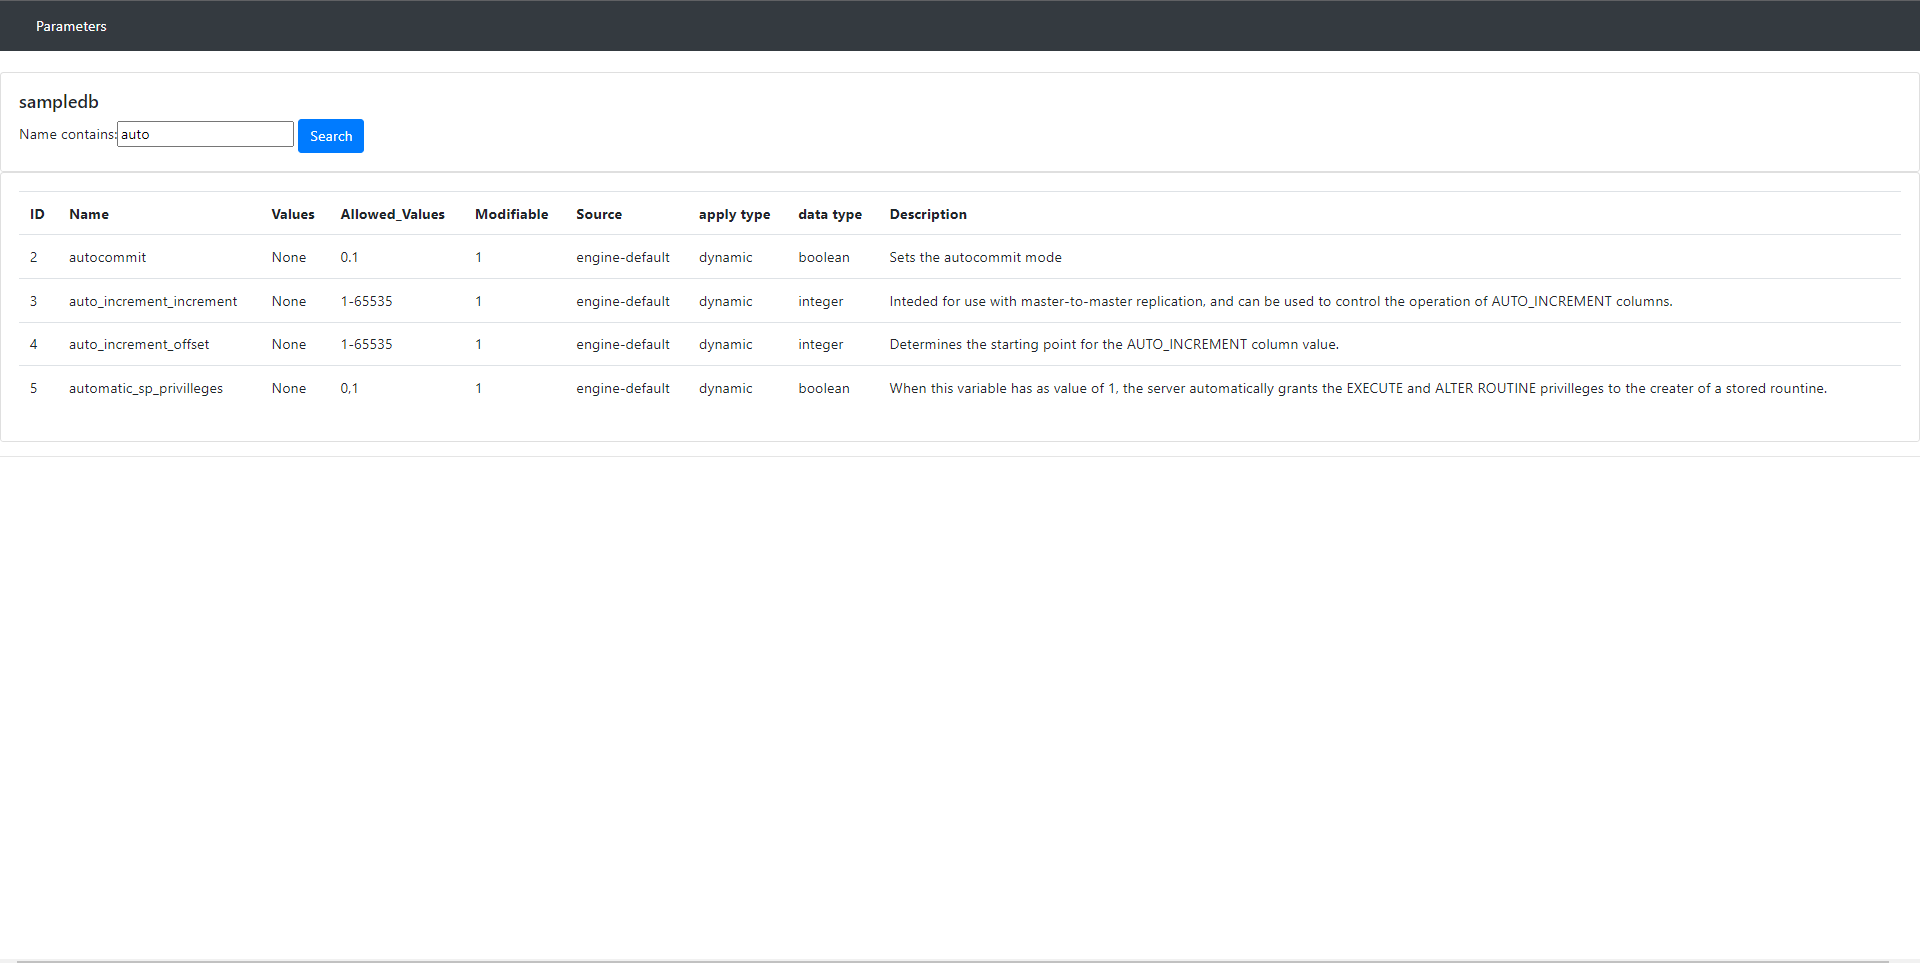 Parameters
sampledb
Name contains: auto Search
ID Name Values Allowed_Values Modifiable Source apply type data type Description
2 autocommit None 0.1 1 engine-default dynamic boolean Sets the autocommit mode
3 auto_increment_increment None 1-65535 1 engine-default dynamic integer Inteded for use with master-to-master replication, and can be used to control the operation of AUTO_INCREMENT columns.
4 auto_increment_offset None 1-65535 1 engine-default dynamic integer Determines the starting point for the AUTO_INCREMENT column value.
5 automatic_sp_privilleges None 0,1 1 engine-default dynamic boolean When this variable has as value of 1, the server automatically grants the EXECUTE and ALTER ROUTINE privilleges to the creater of a stored rountine.